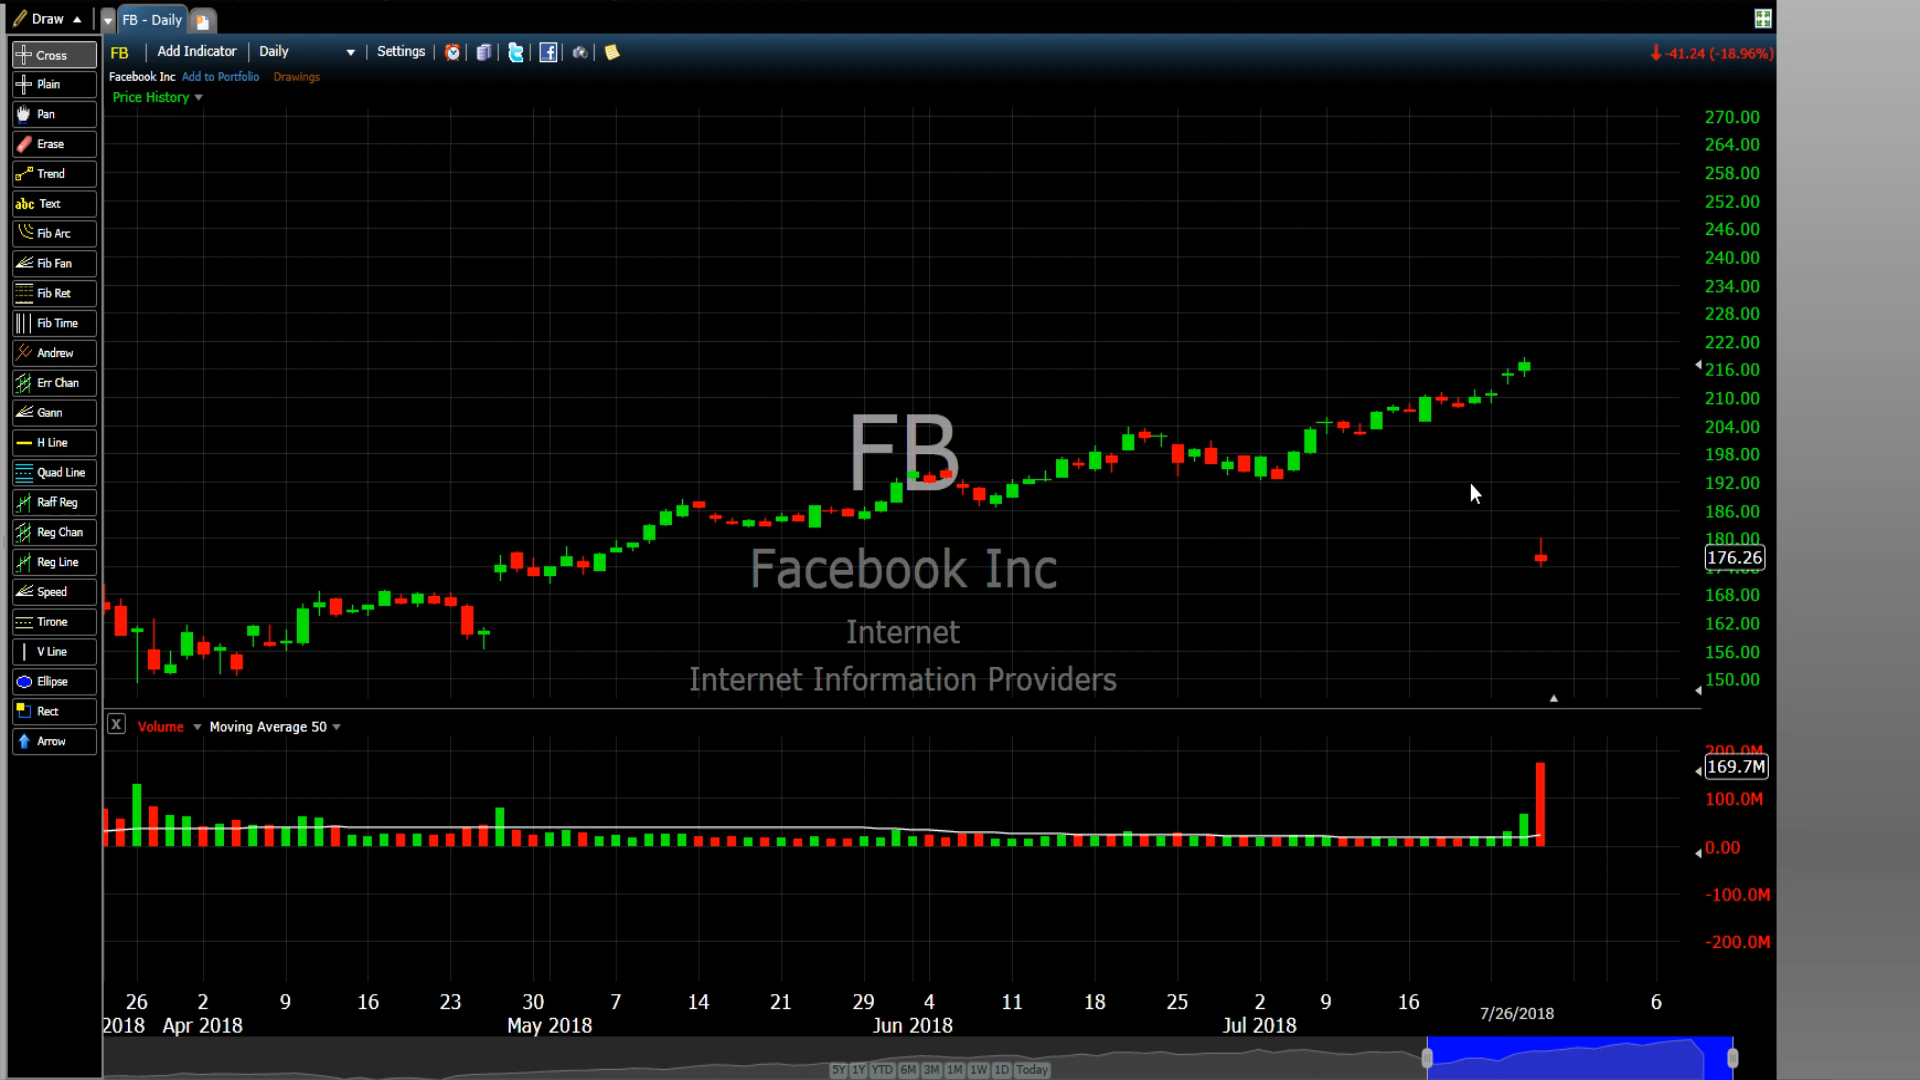 Draw
FB - Daily
Cross
FB Add Indicator Daily Settings
-41.24 (-18.96%)
Facebook Inc Add to Portfolio Drawings
Price History
Plain
Pan
Erase
Trend
abc Text
Fib Arc
Fib Fan
Fib Ret
Fib Time
Andrew
Err Chan
Gann
H Line
Quad Line
Raff Reg
Reg Chan
Reg Line
Speed
Tirone
V Line
Ellipse
Rect
Arrow
270.00
264.00
258.00
252.00
246.00
240.00
234.00
228.00
222.00
216.00
210.00
204.00
198.00
192.00
186.00
180.00
176.26
174.00
168.00
162.00
156.00
150.00
FB
Facebook Inc
Internet
Internet Information Providers
X Volume Moving Average 50
200.0M
169.7M
100.0M
0.00
-100.0M
-200.0M
26 2 9 16 23 30 7 14 21 29 4 11 18 25 2 9 16 7/26/2018 6
2018 Apr 2018 May 2018 Jun 2018 Jul 2018
5Y 1Y YTD 6M 3M 1M 1W 1D Today